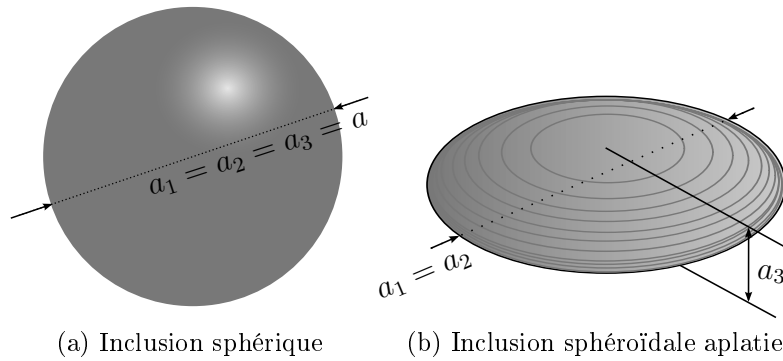 a₁ = a₂ = a₃ = a
a₁ = a₂
a₃
(a) Inclusion sphérique
(b) Inclusion sphéroïdale aplatie